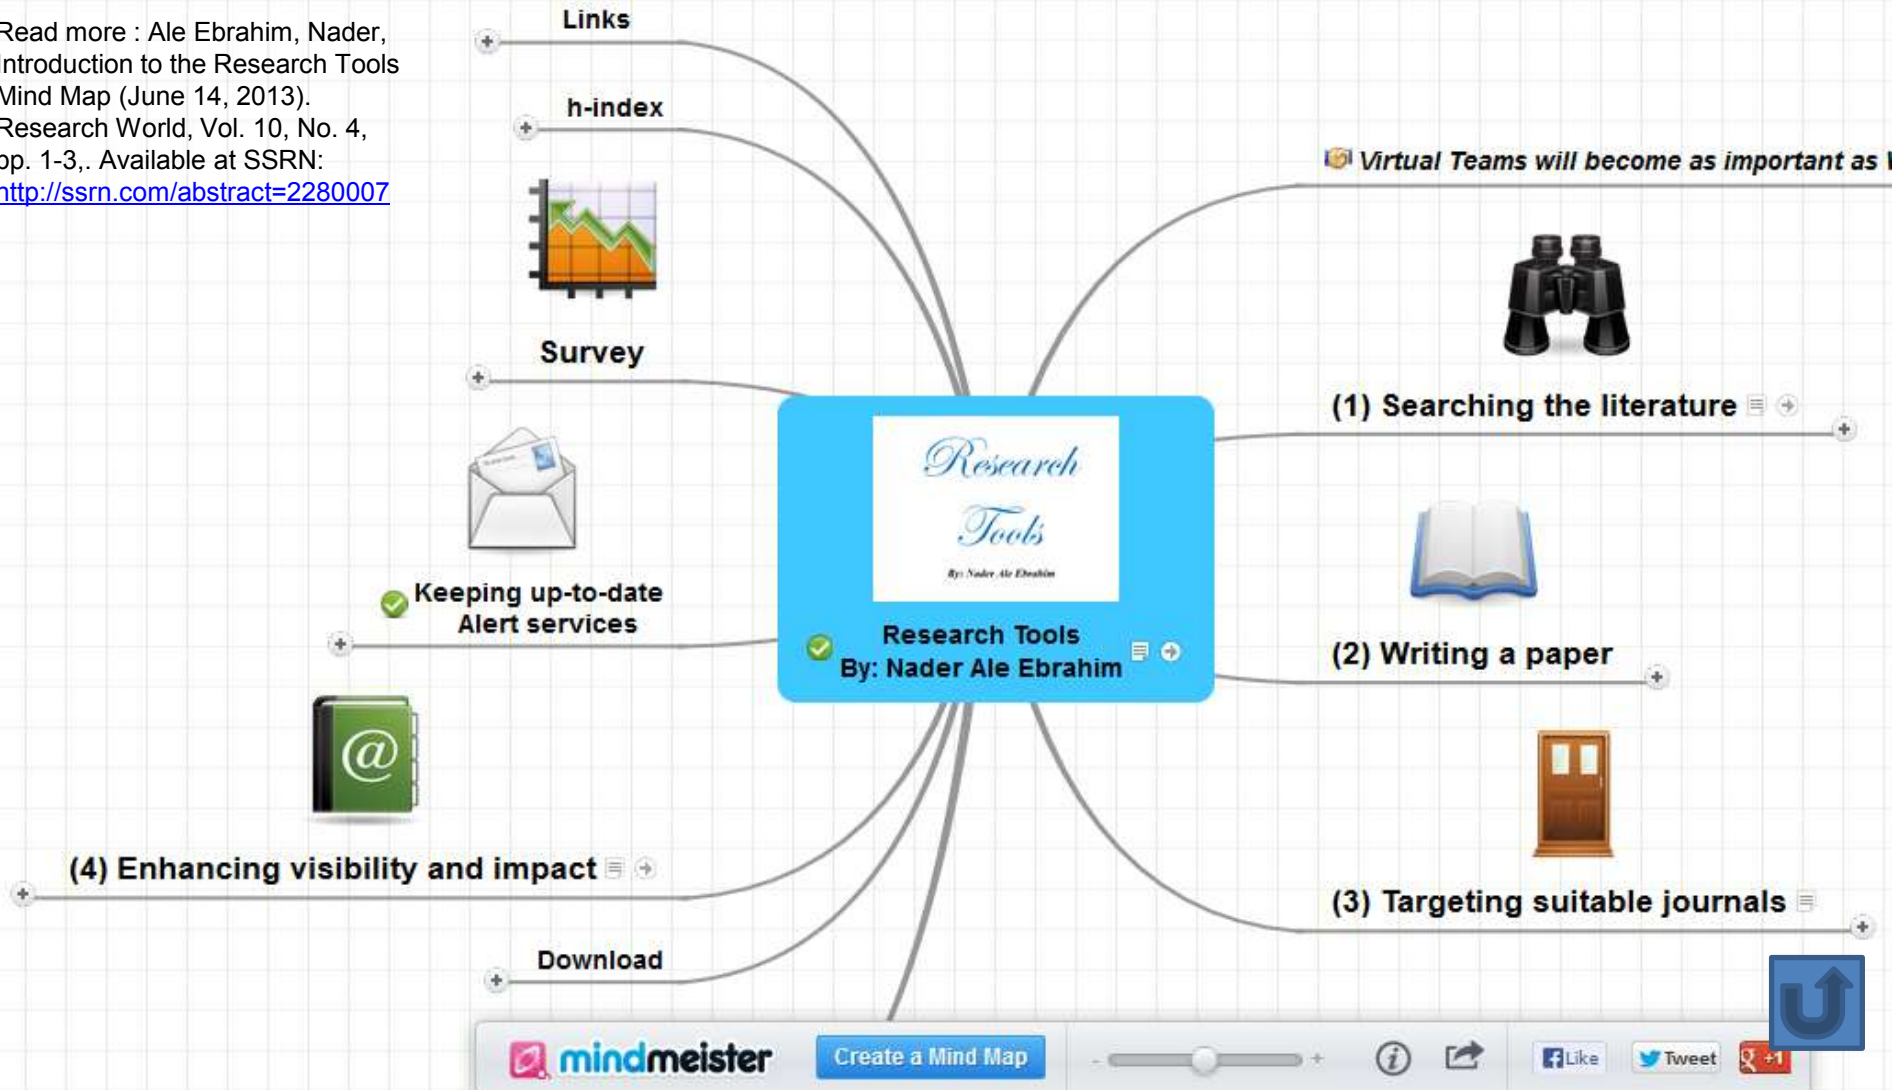 Read more : Ale Ebrahim, Nader,
Introduction to the Research Tools
Mind Map (June 14, 2013).
Research World, Vol. 10, No. 4,
pp. 1-3,. Available at SSRN:
http://ssrn.com/abstract=2280007
Links
h-index
Survey
Keeping up-to-date
Alert services
(4) Enhancing visibility and impact
Download
Research
Tools
By: Nader Ale Ebrahim
Research Tools
By: Nader Ale Ebrahim
Virtual Teams will become as important as
(1) Searching the literature
(2) Writing a paper
(3) Targeting suitable journals
@
mindmeister
Create a Mind Map
- +
i
f Like
Tweet
+1